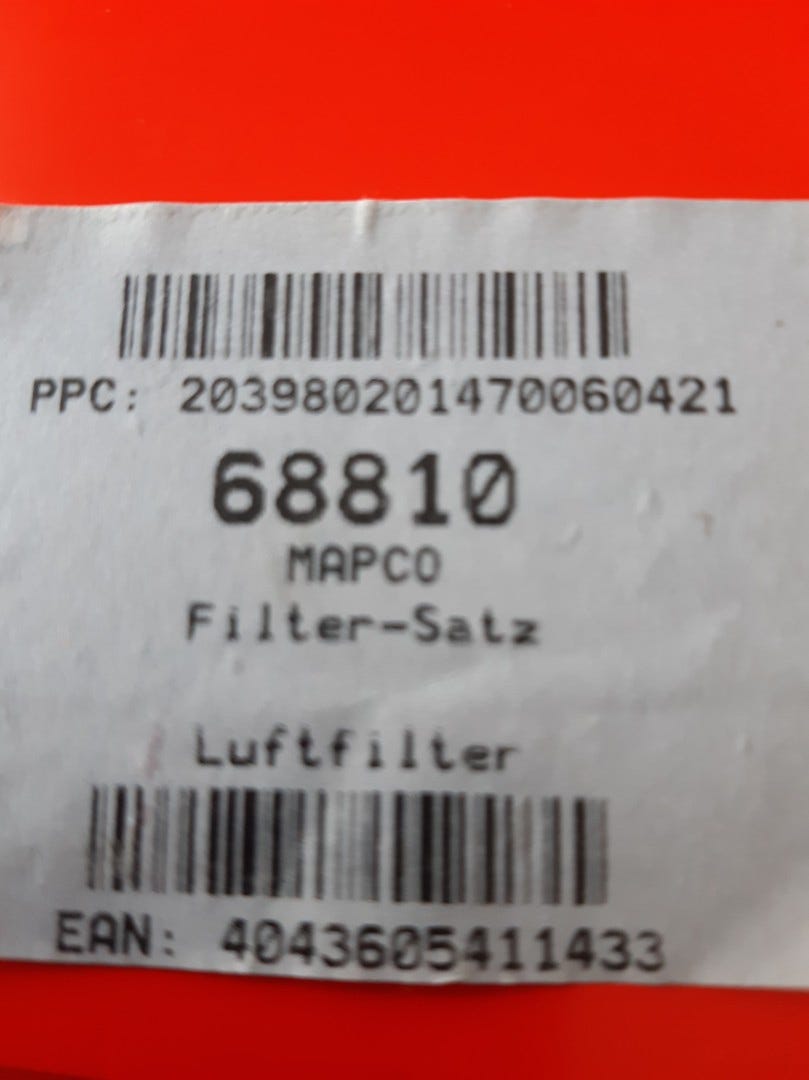 PPC: 203980201470060421
68810
MAPCO
Filter-Satz
Luftfilter
EAN: 4043605411433